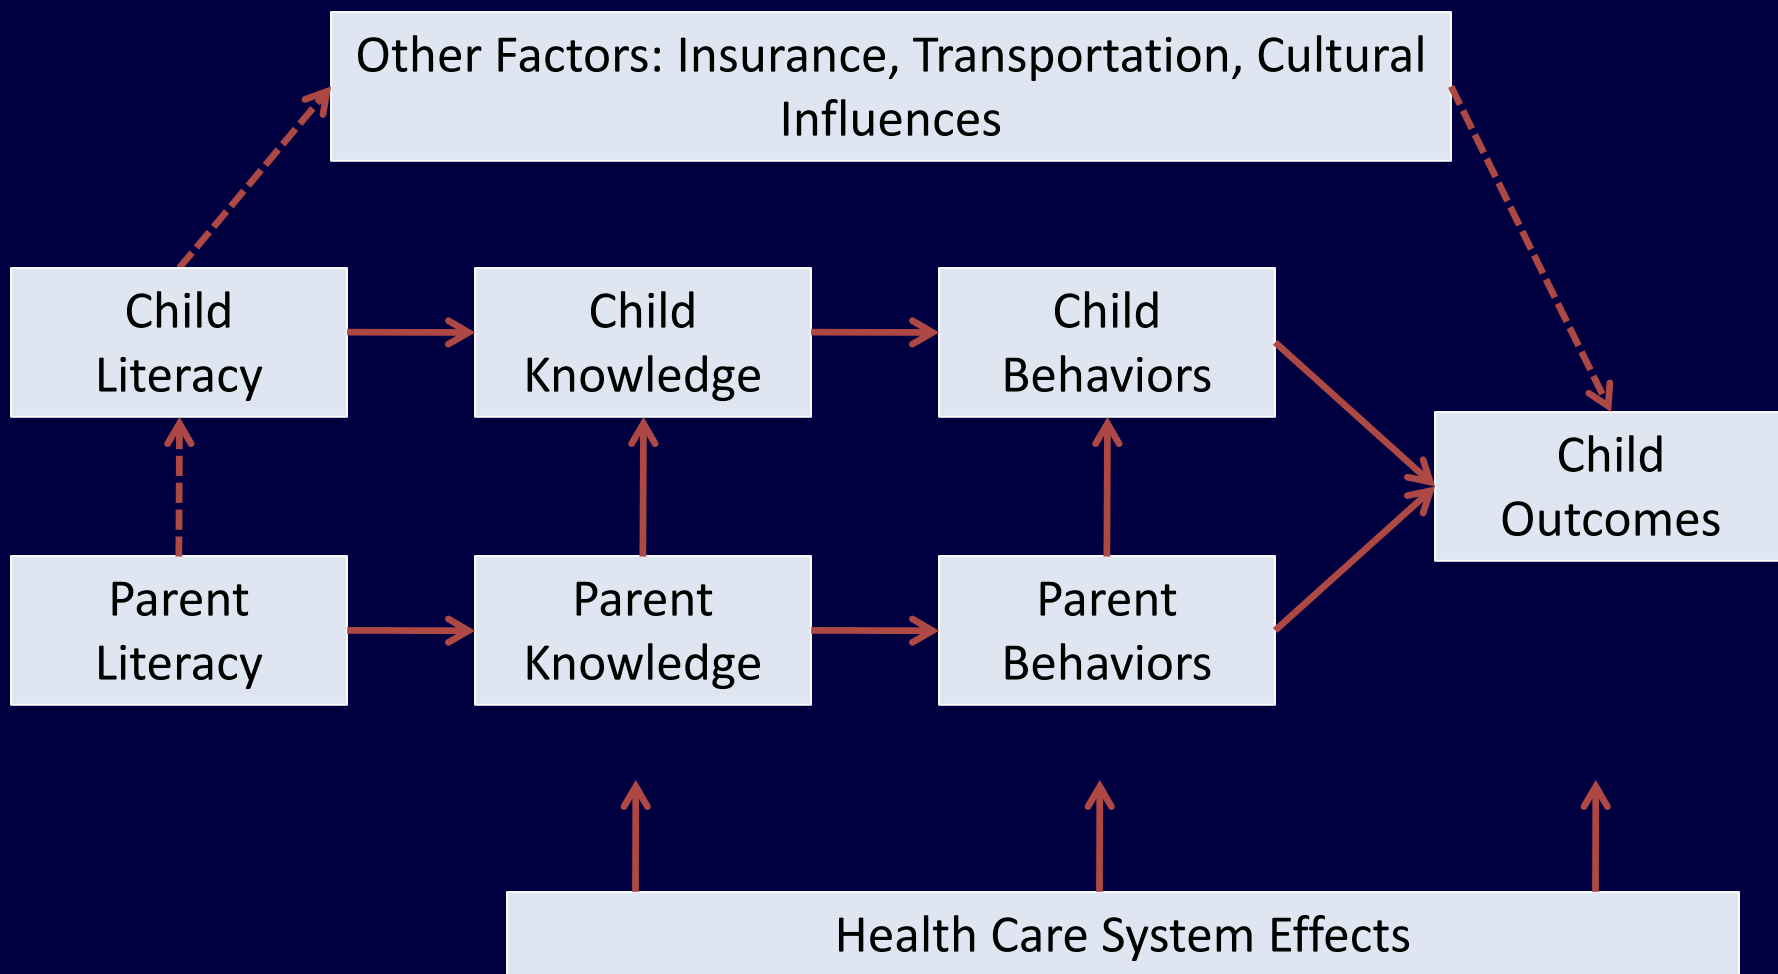 Other Factors: Insurance, Transportation, Cultural
Influences
Child
Literacy
Child
Knowledge
Child
Behaviors
Child
Outcomes
Parent
Literacy
Parent
Knowledge
Parent
Behaviors
Health Care System Effects